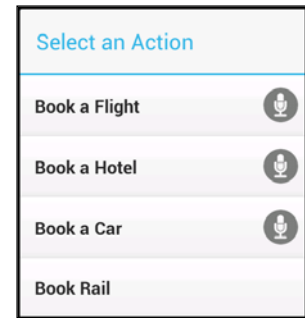 Select an Action
Book a Flight
Book a Hotel
Book a Car
Book Rail